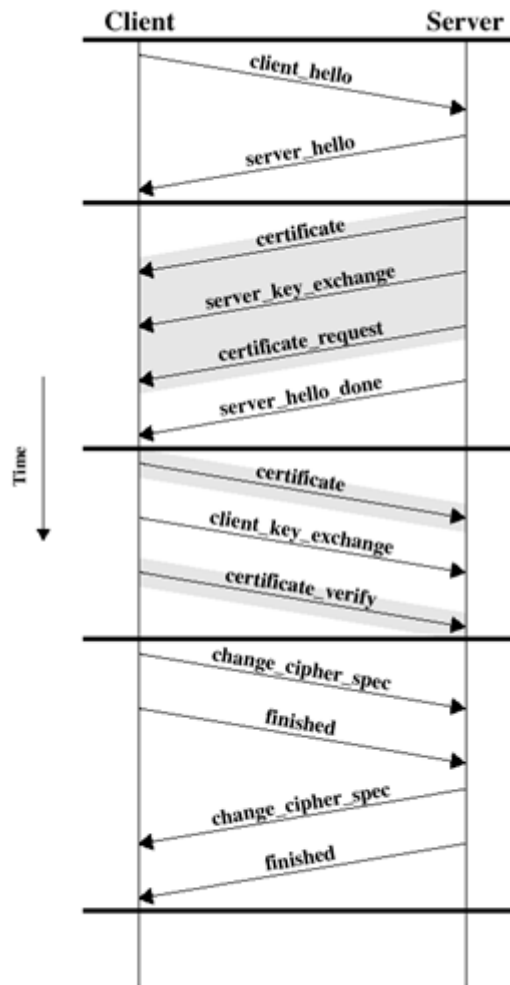 Client Server
client_hello
server_hello
certificate
server_key_exchange
certificate_request
server_hello_done
Time
certificate
client_key_exchange
certificate_verify
change_cipher_spec
finished
change_cipher_spec
finished